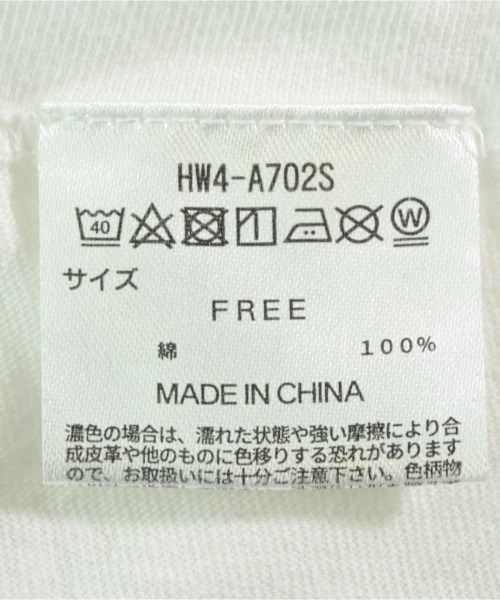 HW4-A702S
40 W
サイズ
FREE
綿 100%
MADE IN CHINA
濃色の場合は、濡れた状態や強い摩擦により合
成皮革や他のものに色移りする恐れがあります
ので、お取扱いには十分ご注意下さい。色柄物